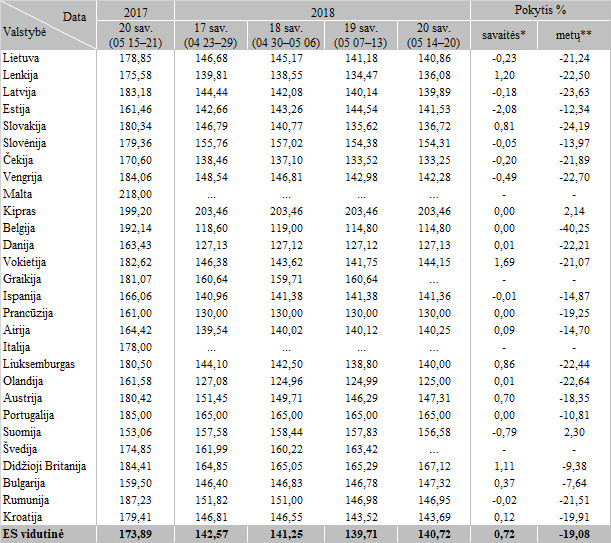 Data 2017 2018 Pokytis %
Valstybė 20 sav. (05 15–21) 17 sav. (04 23–29) 18 sav. (04 30–05 06) 19 sav. (05 07–13) 20 sav. (05 14–20) savaitės* metų**
Lietuva 178,85 146,68 145,17 141,18 140,86 -0,23 -21,24
Lenkija 175,58 139,81 138,55 134,47 136,08 1,20 -22,50
Latvija 183,18 144,44 142,08 140,14 139,89 -0,18 -23,63
Estija 161,46 142,66 143,26 144,54 141,53 -2,08 -12,34
Slovakija 180,34 146,79 140,77 135,62 136,72 0,81 -24,19
Slovėnija 179,36 155,76 157,02 154,38 154,31 -0,05 -13,97
Čekija 170,60 138,46 137,10 133,52 133,25 -0,20 -21,89
Vengrija 184,06 148,54 146,81 142,98 142,28 -0,49 -22,70
Malta 218,00 ... ... ... ... - -
Kipras 199,20 203,46 203,46 203,46 203,46 0,00 2,14
Belgija 192,14 118,60 119,00 114,80 114,80 0,00 -40,25
Danija 163,43 127,13 127,12 127,12 127,13 0,01 -22,21
Vokietija 182,62 146,38 143,62 141,75 144,15 1,69 -21,07
Graikija 181,07 160,64 159,71 160,64 ... - -
Ispanija 166,06 140,96 141,38 141,38 141,36 -0,01 -14,87
Prancūzija 161,00 130,00 130,00 130,00 130,00 0,00 -19,25
Airija 164,42 139,54 140,02 140,12 140,25 0,09 -14,70
Italija 178,00 ... ... ... ... - -
Liuksemburgas 180,50 144,10 142,50 138,80 140,00 0,86 -22,44
Olandija 161,58 127,08 124,96 124,99 125,00 0,01 -22,64
Austrija 180,42 151,45 149,71 146,29 147,31 0,70 -18,35
Portugalija 185,00 165,00 165,00 165,00 165,00 0,00 -10,81
Suomija 153,06 157,58 158,44 157,83 156,58 -0,79 2,30
Švedija 174,85 161,99 160,22 163,42 ... - -
Didžioji Britanija 184,41 164,85 165,05 165,29 167,12 1,11 -9,38
Bulgarija 159,50 146,40 146,83 146,78 147,32 0,37 -7,64
Rumunija 187,23 151,82 151,00 146,98 146,95 -0,02 -21,51
Kroatija 179,41 146,81 146,55 143,52 143,69 0,12 -19,91
ES vidutinė 173,89 142,57 141,25 139,71 140,72 0,72 -19,08